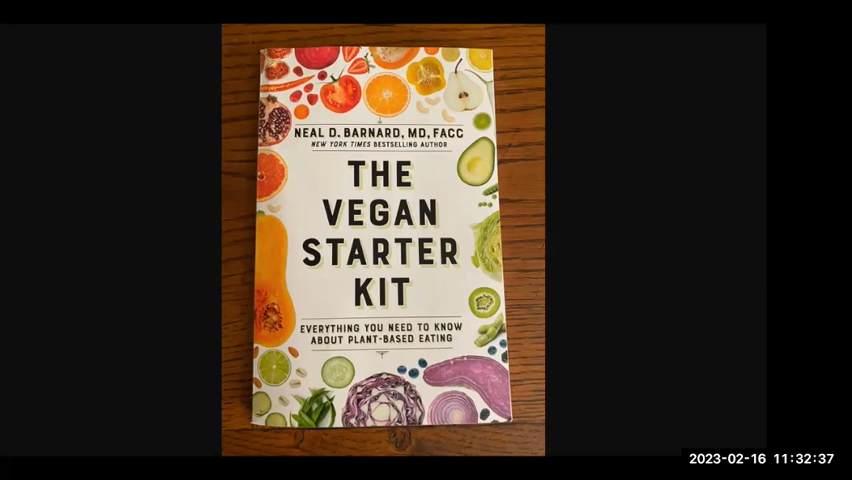 NEAL D. BARNARD, MD, FACC
NEW YORK TIMES BESTSELLING AUTHOR
THE
VEGAN
STARTER
KIT
EVERYTHING YOU NEED TO KNOW
ABOUT PLANT-BASED EATING
2023-02-16 11:32:37